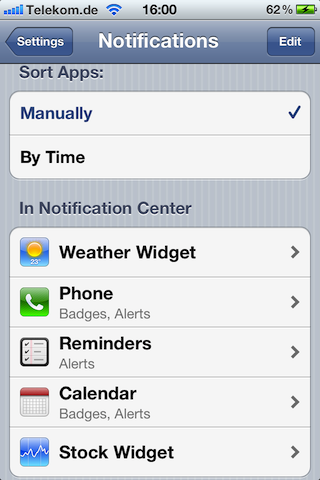 Telekom.de 16:00 62%
Settings Notifications Edit
Sort Apps:
Manually
By Time
In Notification Center
23°
Weather Widget
Phone
Badges, Alerts
Reminders
Alerts
Calendar
Badges, Alerts
Stock Widget